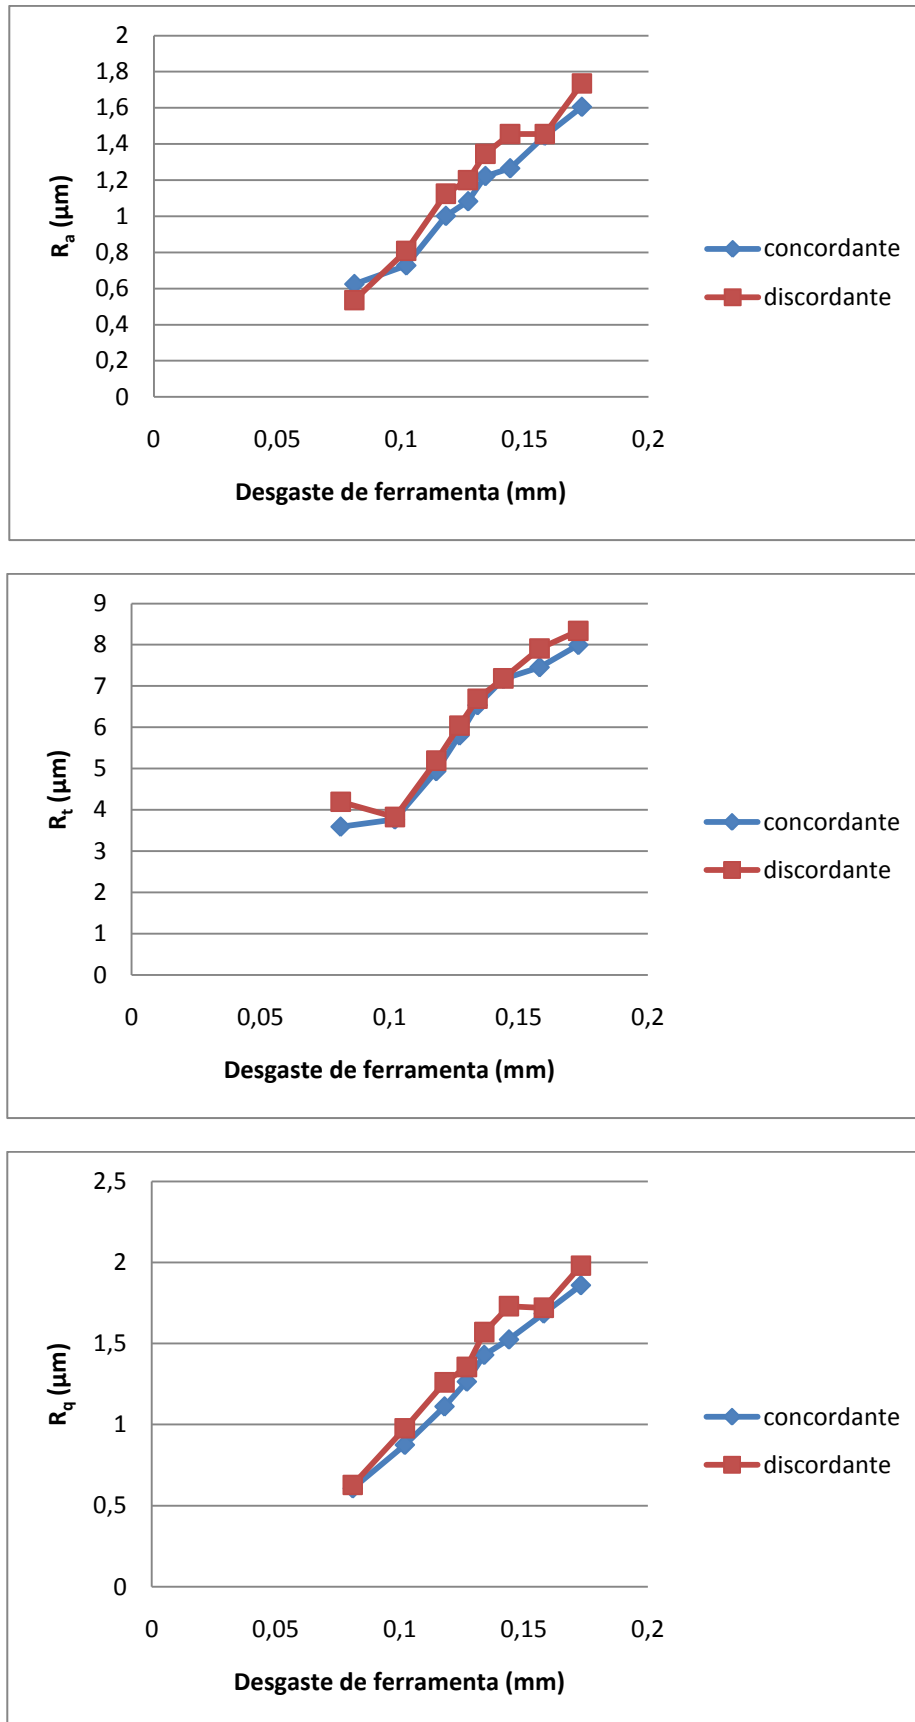 2
1,8
1,6
1,4
1,2
1
0,8
0,6
0,4
0,2
0
R_a (µm)
0 0,05 0,1 0,15 0,2
Desgaste de ferramenta (mm)
concordante
discordante
9
8
7
6
5
4
3
2
1
0
R_t (µm)
0 0,05 0,1 0,15 0,2
Desgaste de ferramenta (mm)
concordante
discordante
2,5
2
1,5
1
0,5
0
R_q (µm)
0 0,05 0,1 0,15 0,2
Desgaste de ferramenta (mm)
concordante
discordante